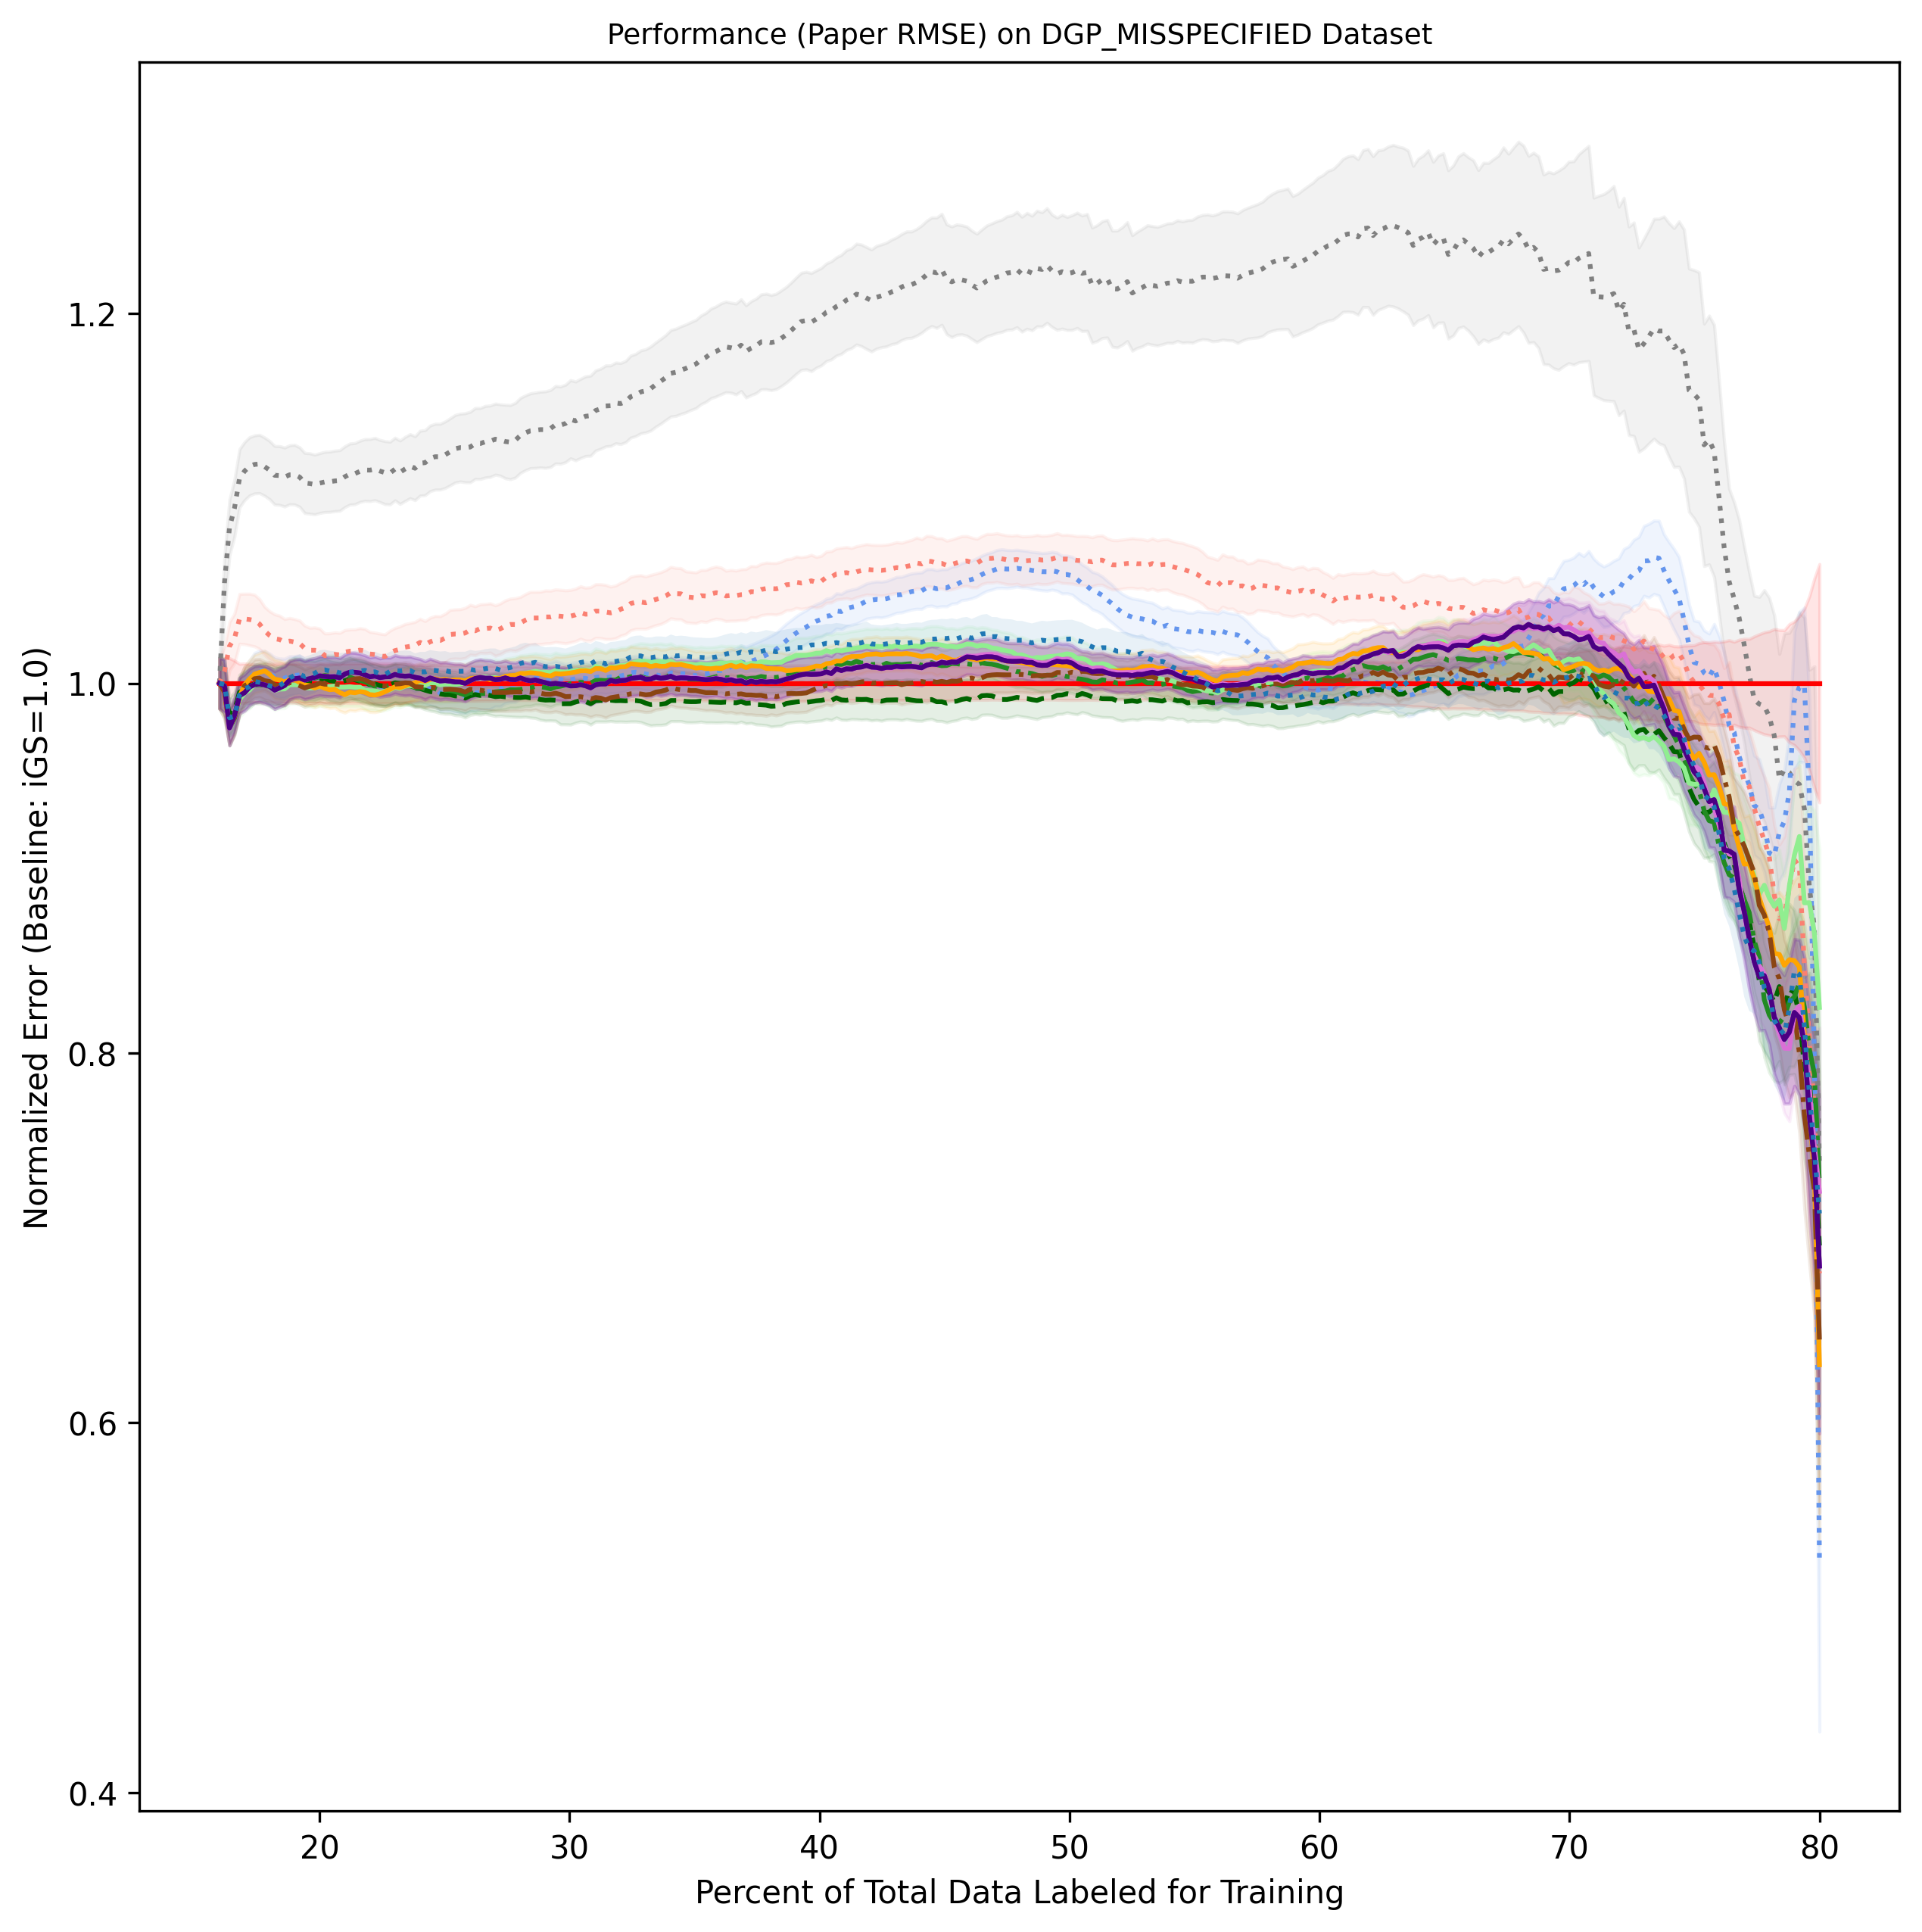 Performance (Paper RMSE) on DGP_MISSPECIFIED Dataset
Normalized Error (Baseline: iGS=1.0)
1.2
1.0
0.8
0.6
0.4
20 30 40 50 60 70 80
Percent of Total Data Labeled for Training